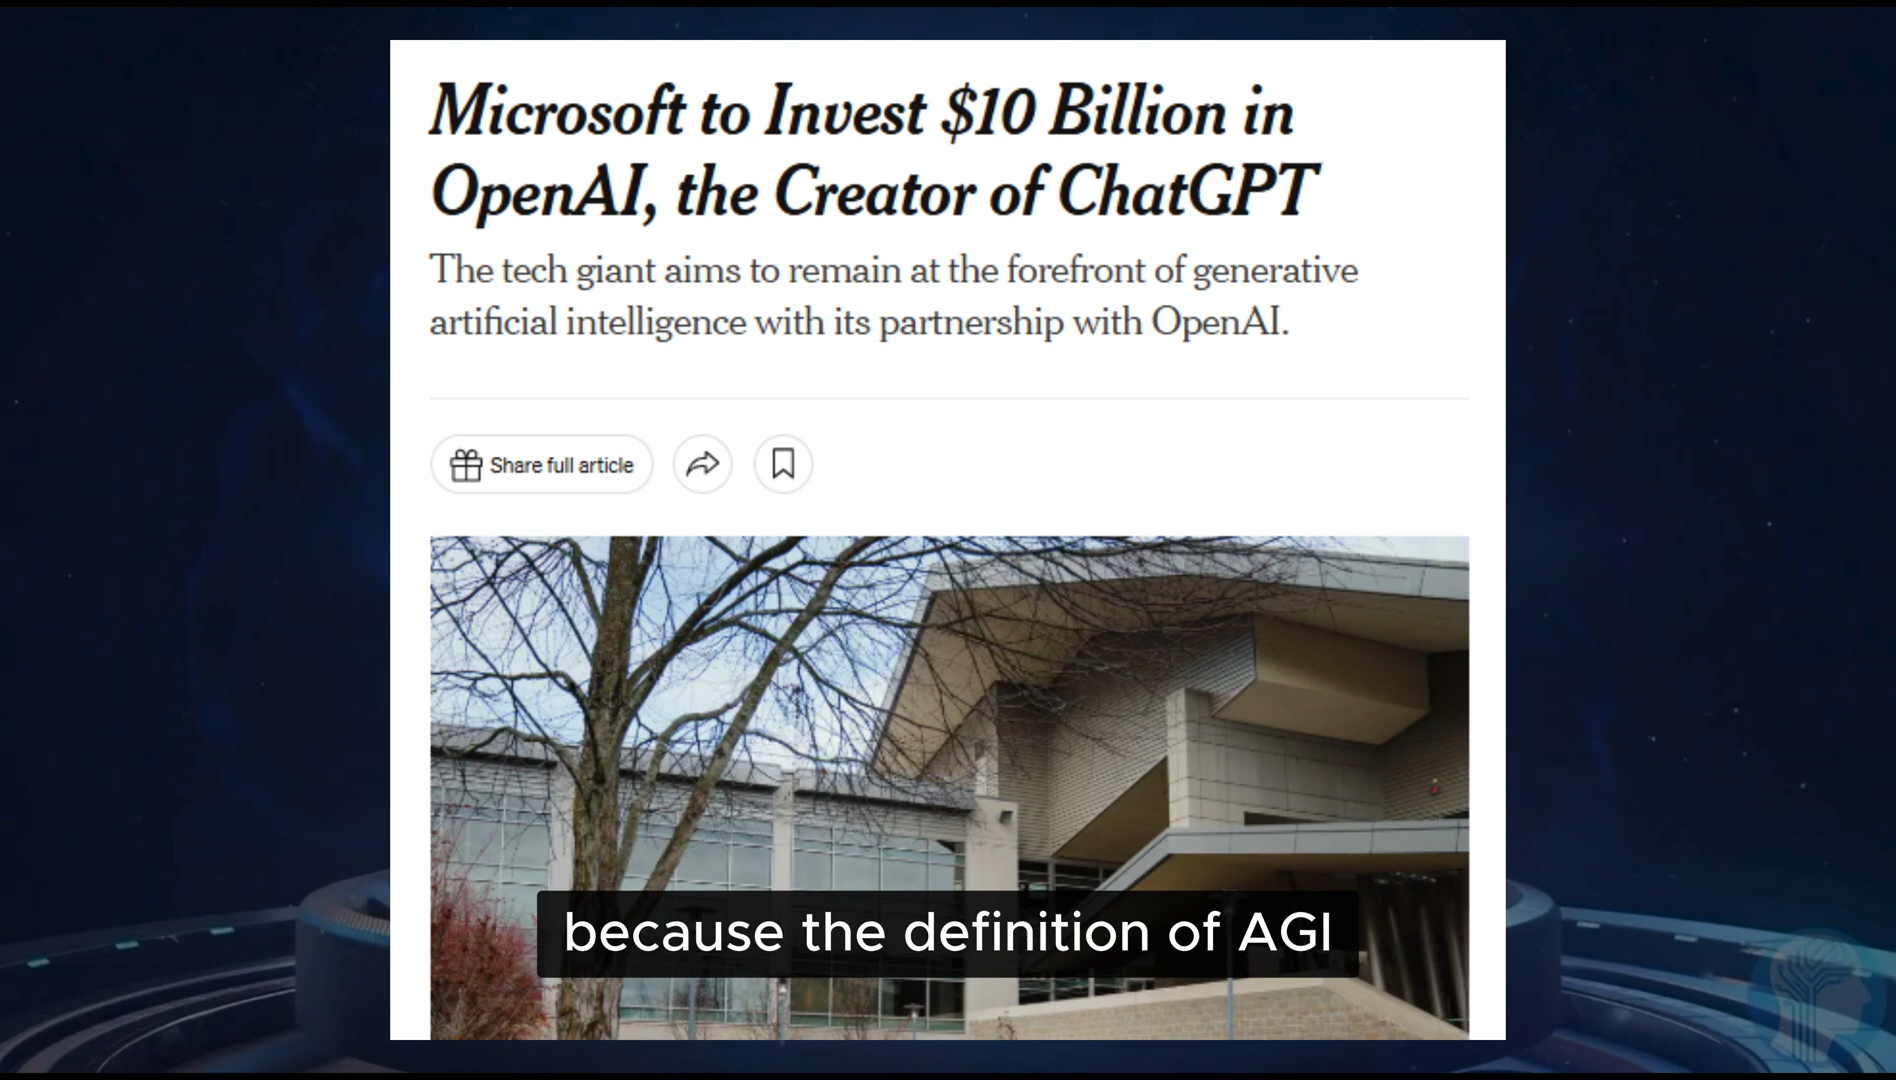 Microsoft to Invest $10 Billion in
OpenAI, the Creator of ChatGPT
The tech giant aims to remain at the forefront of generative
artificial intelligence with its partnership with OpenAI.
Share full article
because the definition of AGI